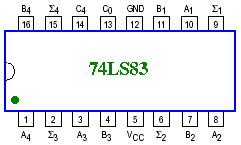 B4 Σ4 C4 C0 GND B1 A1 Σ1
16 15 14 13 12 11 10 9
74LS83
1 2 3 4 5 6 7 8
A4 Σ3 A3 B3 VCC Σ2 B2 A2